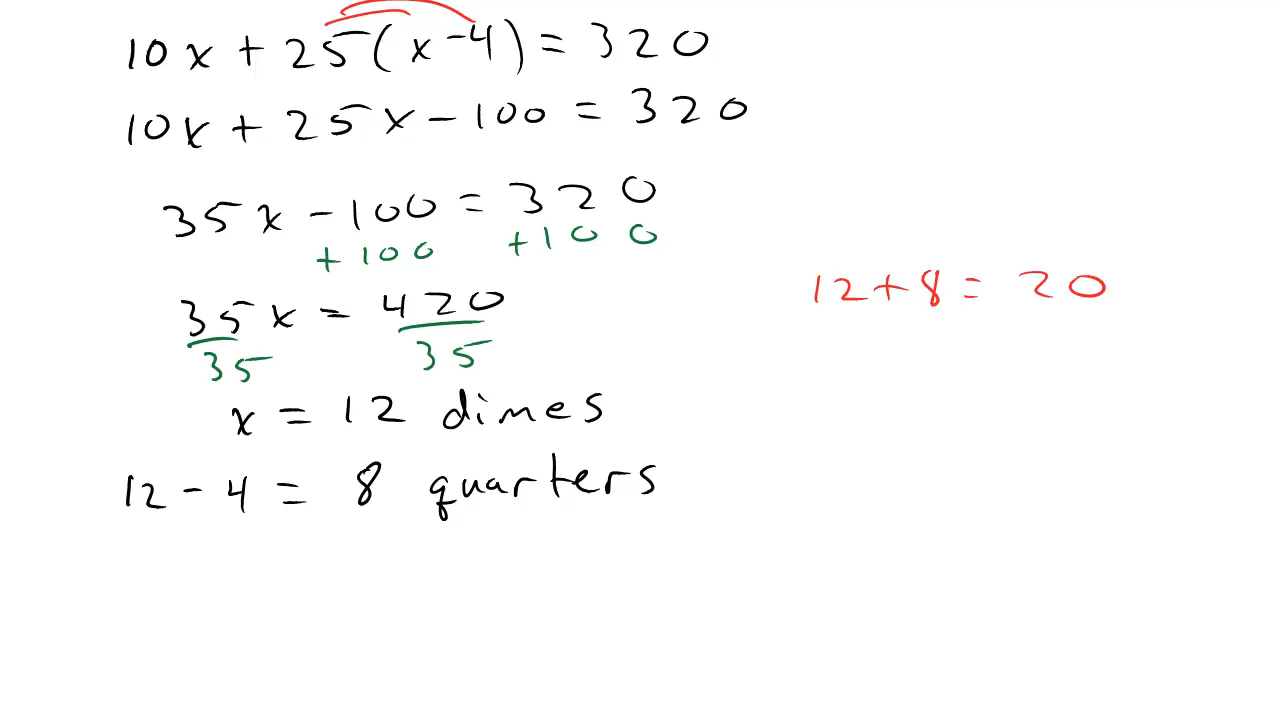 10x + 25(x - 4) = 320
10x + 25x - 100 = 320
35x - 100 = 320
+100 +100
35x = 420
35 35
x = 12 dimes
12 - 4 = 8 quarters
12 + 8 = 20